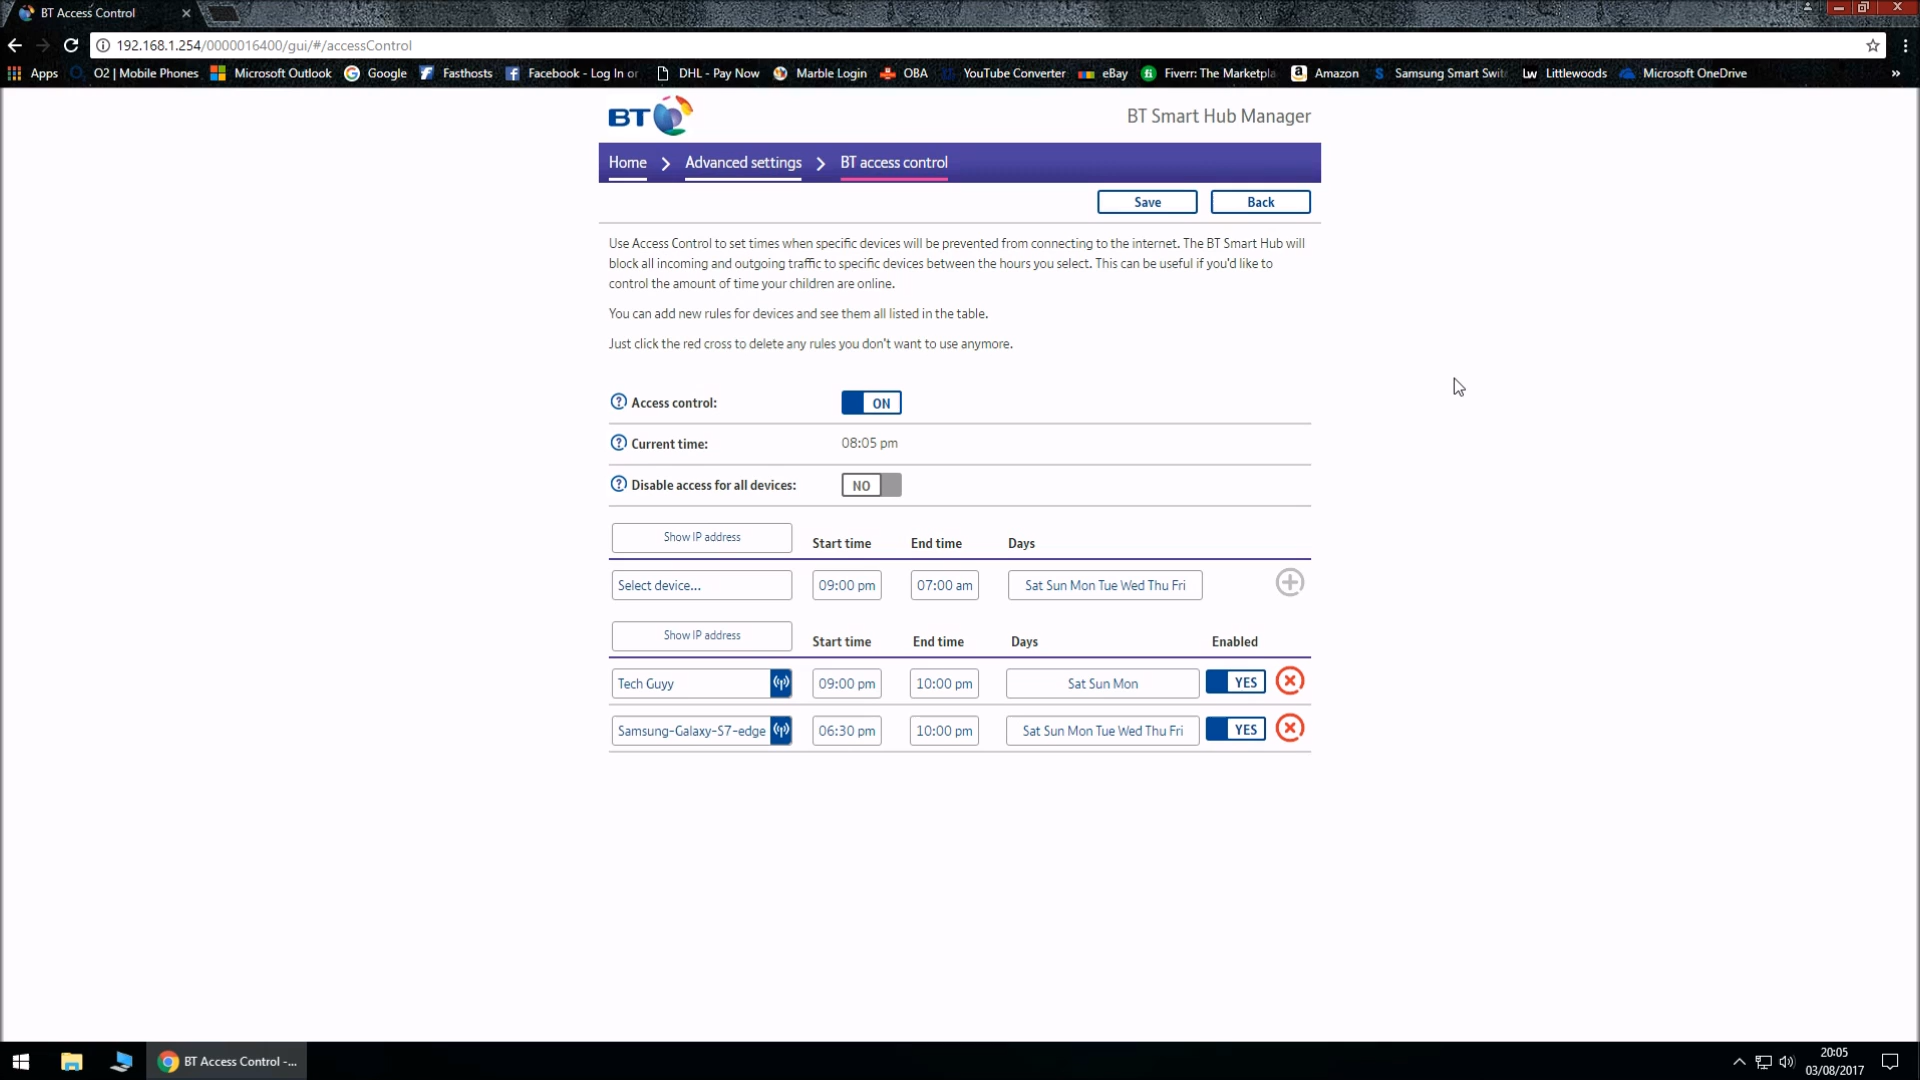 BT Access Control
192.168.1.254/0000016400/gui/#/accessControl
Apps O2 | Mobile Phones Microsoft Outlook Google Fasthosts Facebook - Log In or DHL - Pay Now Marble Login OBA YouTube Converter eBay Fiverr: The Marketpla Amazon Samsung Smart Swit Lw Littlewoods Microsoft OneDrive »
BT
BT Smart Hub Manager
Home > Advanced settings > BT access control
Save Back
Use Access Control to set times when specific devices will be prevented from connecting to the internet. The BT Smart Hub will
block all incoming and outgoing traffic to specific devices between the hours you select. This can be useful if you'd like to
control the amount of time your children are online.
You can add new rules for devices and see them all listed in the table.
Just click the red cross to delete any rules you don't want to use anymore.
? Access control: ON
? Current time: 08:05 pm
? Disable access for all devices: NO
Show IP address Start time End time Days
Select device... 09:00 pm 07:00 am Sat Sun Mon Tue Wed Thu Fri
Show IP address Start time End time Days Enabled
Tech Guyy 09:00 pm 10:00 pm Sat Sun Mon YES
Samsung-Galaxy-S7-edge 06:30 pm 10:00 pm Sat Sun Mon Tue Wed Thu Fri YES
BT Access Control -...
20:05
03/08/2017